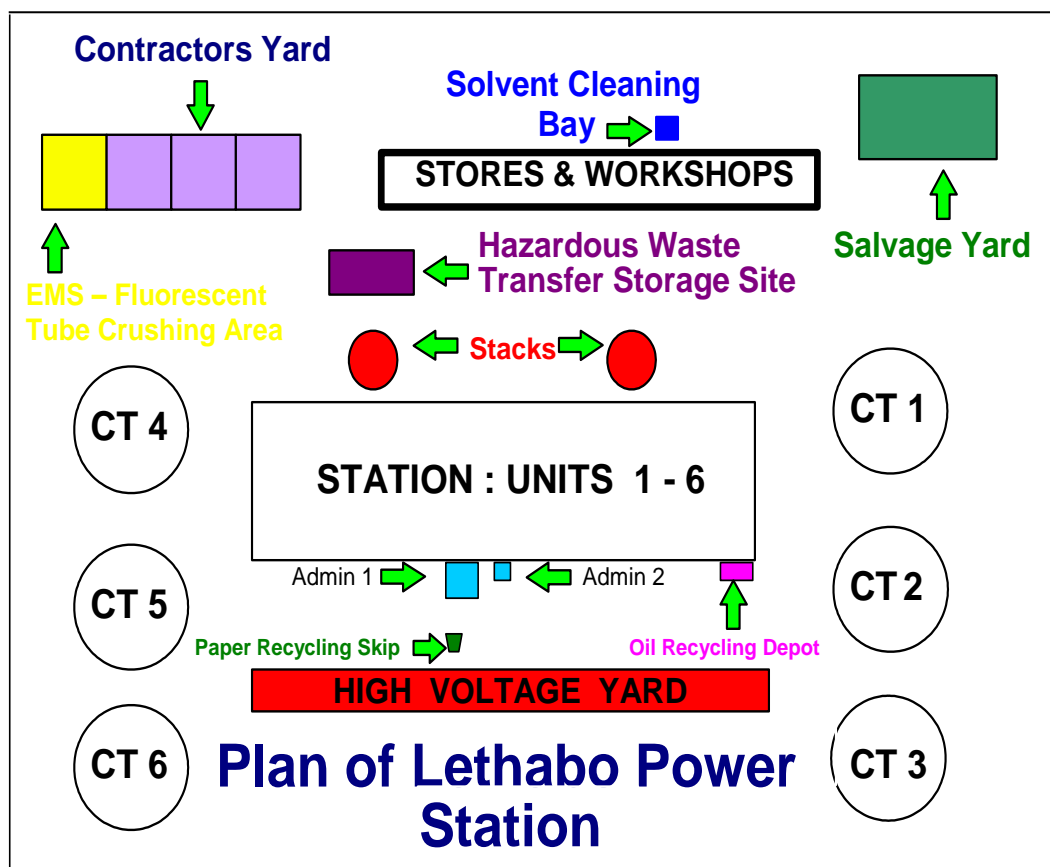 Contractors Yard
Solvent Cleaning
Bay
STORES & WORKSHOPS
Salvage Yard
Hazardous Waste
Transfer Storage Site
EMS – Fluorescent
Tube Crushing Area
Stacks
CT 4
CT 1
STATION : UNITS 1 - 6
Admin 1
Admin 2
CT 5
CT 2
Paper Recycling Skip
Oil Recycling Depot
HIGH VOLTAGE YARD
CT 6
CT 3
Plan of Lethabo Power
Station